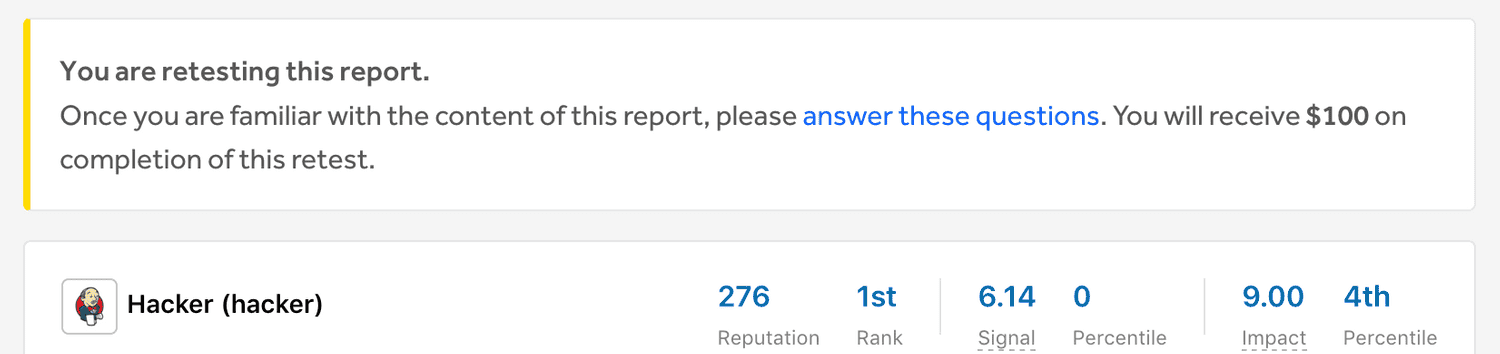 You are retesting this report.
Once you are familiar with the content of this report, please answer these questions. You will receive $100 on
completion of this retest.
Hacker (hacker)
276 1st 6.14 0 9.00 4th
Reputation Rank Signal Percentile Impact Percentile